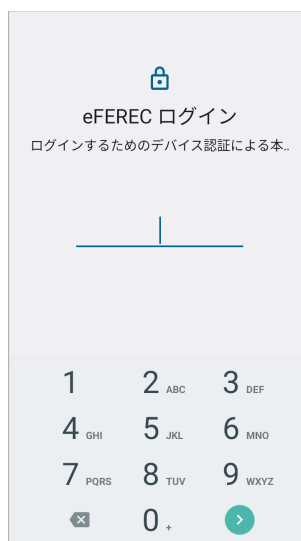 eFEREC ログイン
ログインするためのデバイス認証による本..
1 2 ABC 3 DEF
4 GHI 5 JKL 6 MNO
7 PQRS 8 TUV 9 WXYZ
0 +